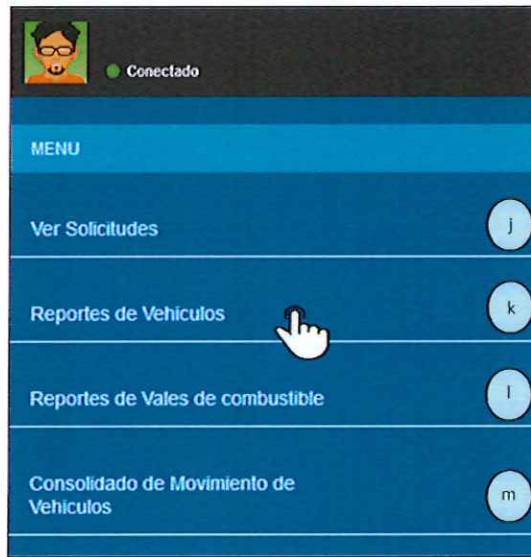 Conectado
MENU
Ver Solicitudes
j
Reportes de Vehiculos
k
Reportes de Vales de combustible
l
Consolidado de Movimiento de
Vehiculos
m